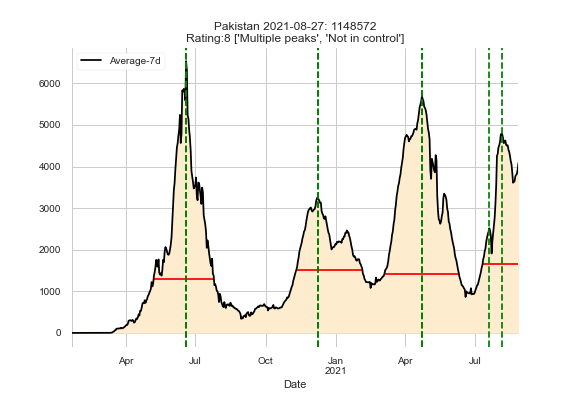 Pakistan 2021-08-27: 1148572
Rating:8 ['Multiple peaks', 'Not in control']
Average-7d
6000
5000
4000
3000
2000
1000
0
Apr Jul Oct Jan Apr Jul
2021
Date